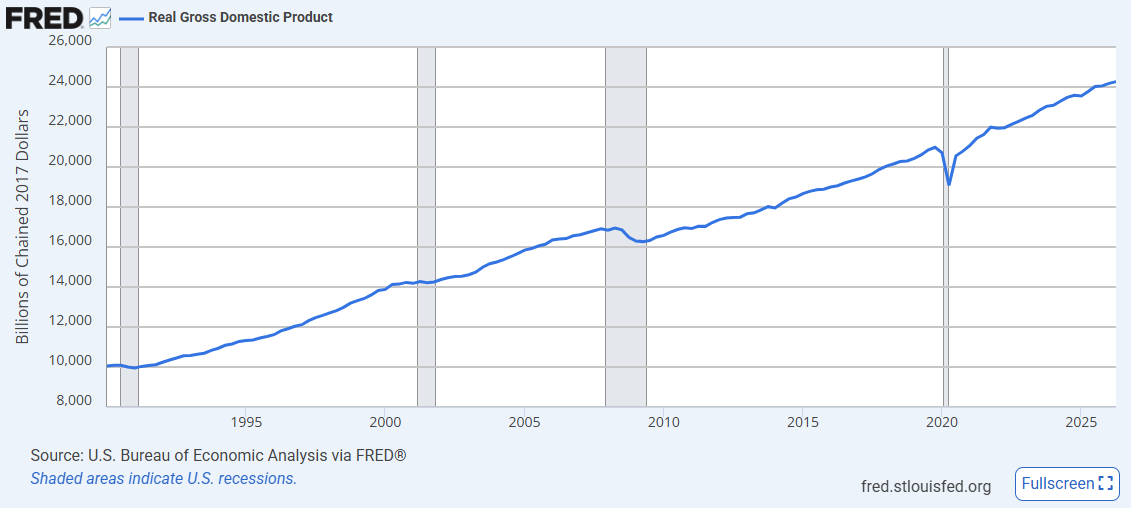 FRED
Real Gross Domestic Product
26,000
24,000
22,000
20,000
18,000
16,000
14,000
12,000
10,000
8,000
Billions of Chained 2017 Dollars
1995 2000 2005 2010 2015 2020 2025
Source: U.S. Bureau of Economic Analysis via FRED®
Shaded areas indicate U.S. recessions.
fred.stlouisfed.org
Fullscreen